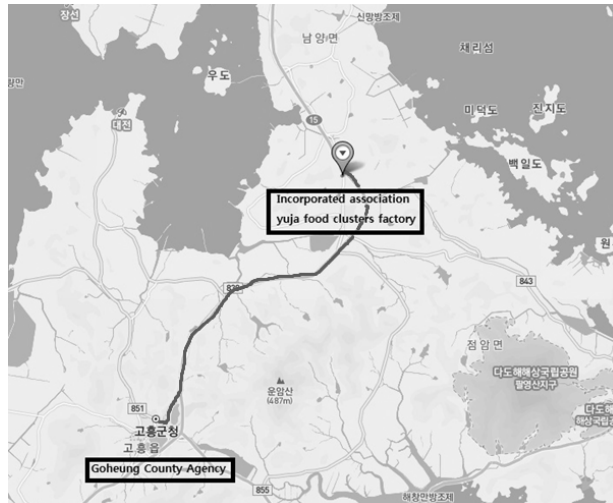 장선
신망방조제
남양면
채리섬
우도
대전
15
미덕도
진지도
백일도
Incorporated association
yuja food clusters factory
원
830
843
점암면
다도해해상국립공원
팔영산지구
운암산
(487m)
다도해
해상국립공
851
고흥군청
고흥읍
Goheung County Agency
855
해창만방조제